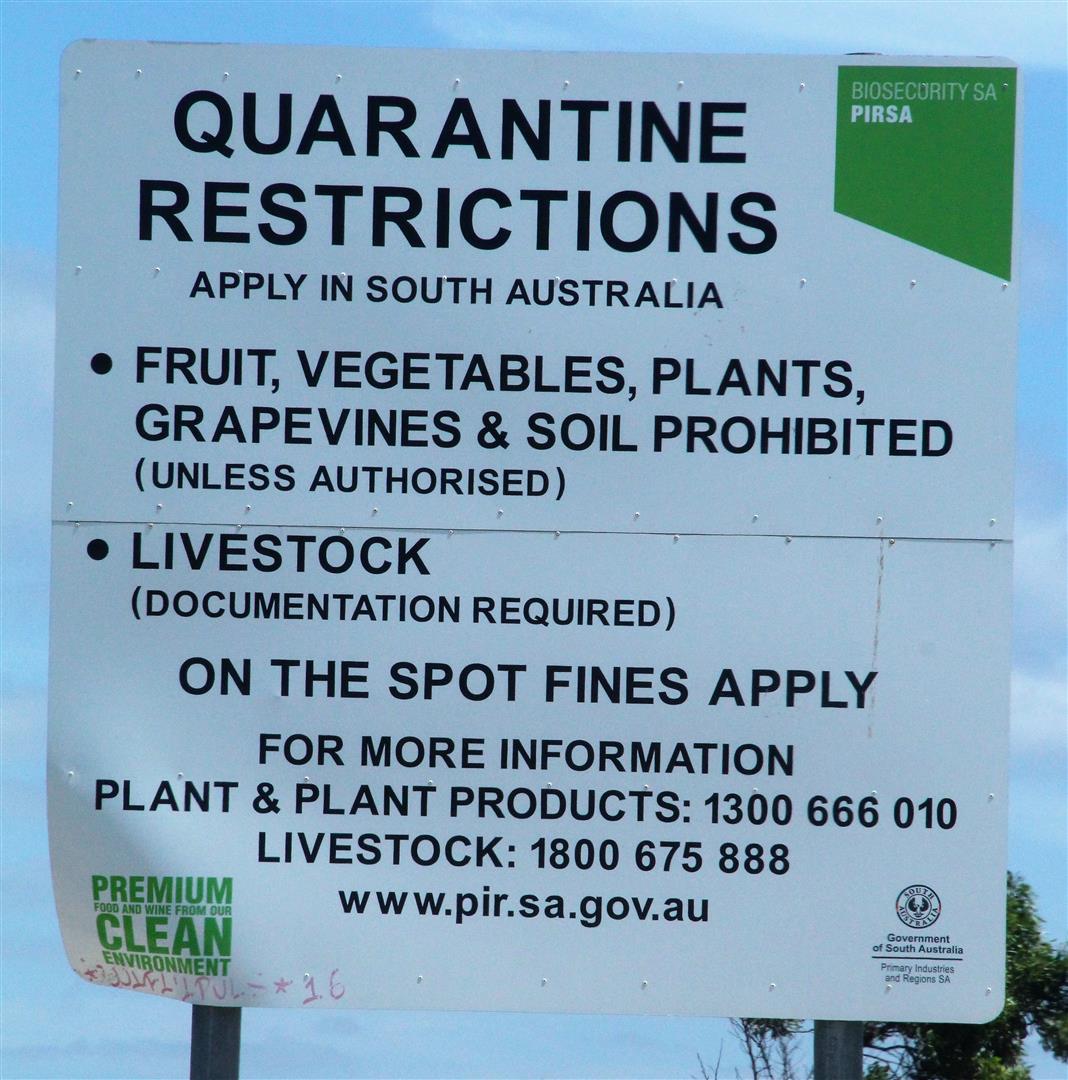 QUARANTINE
RESTRICTIONS
APPLY IN SOUTH AUSTRALIA
BIOSECURITY SA
PIRSA
• FRUIT, VEGETABLES, PLANTS,
GRAPEVINES & SOIL PROHIBITED
(UNLESS AUTHORISED)
• LIVESTOCK
(DOCUMENTATION REQUIRED)
ON THE SPOT FINES APPLY
FOR MORE INFORMATION
PLANT & PLANT PRODUCTS: 1300 666 010
LIVESTOCK: 1800 675 888
www.pir.sa.gov.au
PREMIUM
FOOD AND WINE FROM OUR
CLEAN
ENVIRONMENT
16
SOUTH
AUSTRALIA
Government
of South Australia
Primary Industries
and Regions SA